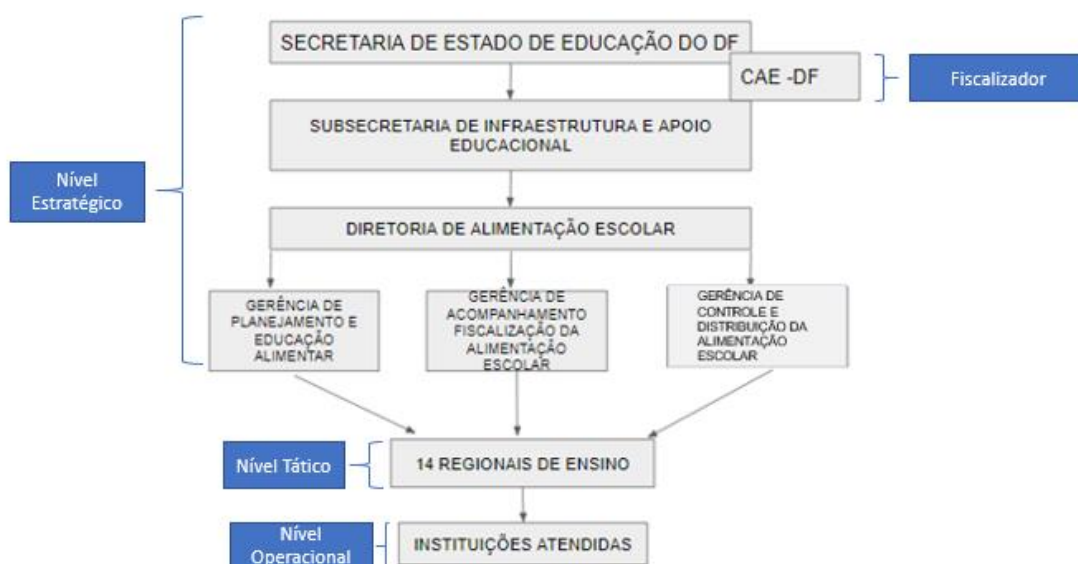 SECRETARIA DE ESTADO DE EDUCAÇÃO DO DF
CAE -DF
Fiscalizador
SUBSECRETARIA DE INFRAESTRUTURA E APOIO
EDUCACIONAL
Nível
Estratégico
DIRETORIA DE ALIMENTAÇÃO ESCOLAR
GERÊNCIA DE
PLANEJAMENTO E
EDUCAÇÃO
ALIMENTAR
GERÊNCIA DE
ACOMPANHAMENTO
FISCALIZAÇÃO DA
ALIMENTAÇÃO
ESCOLAR
GERÊNCIA DE
CONTROLE E
DISTRIBUIÇÃO DA
ALIMENTAÇÃO
ESCOLAR
Nível Tático
14 REGIONAIS DE ENSINO
Nível
Operacional
INSTITUIÇÕES ATENDIDAS